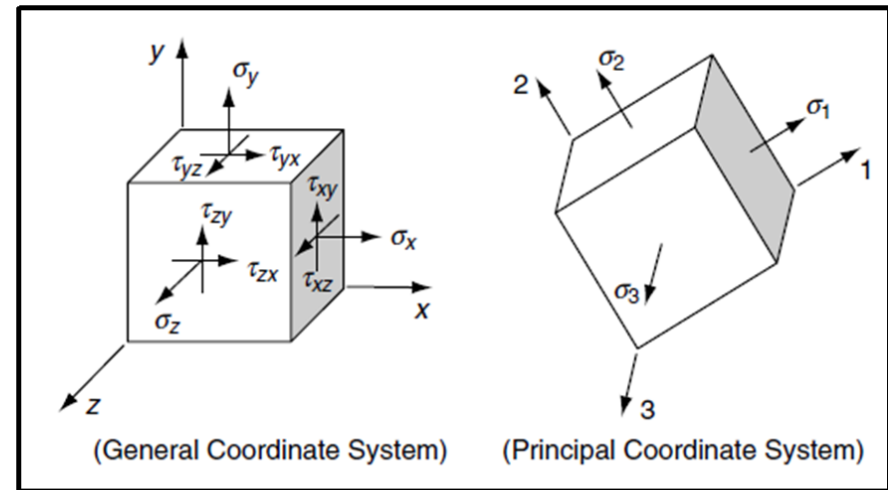 y
σy
τyz
τyx
τxy
τzy
σx
τzx
τxz
σz
x
z
(General Coordinate System)
2
σ2
σ1
1
σ3
3
(Principal Coordinate System)